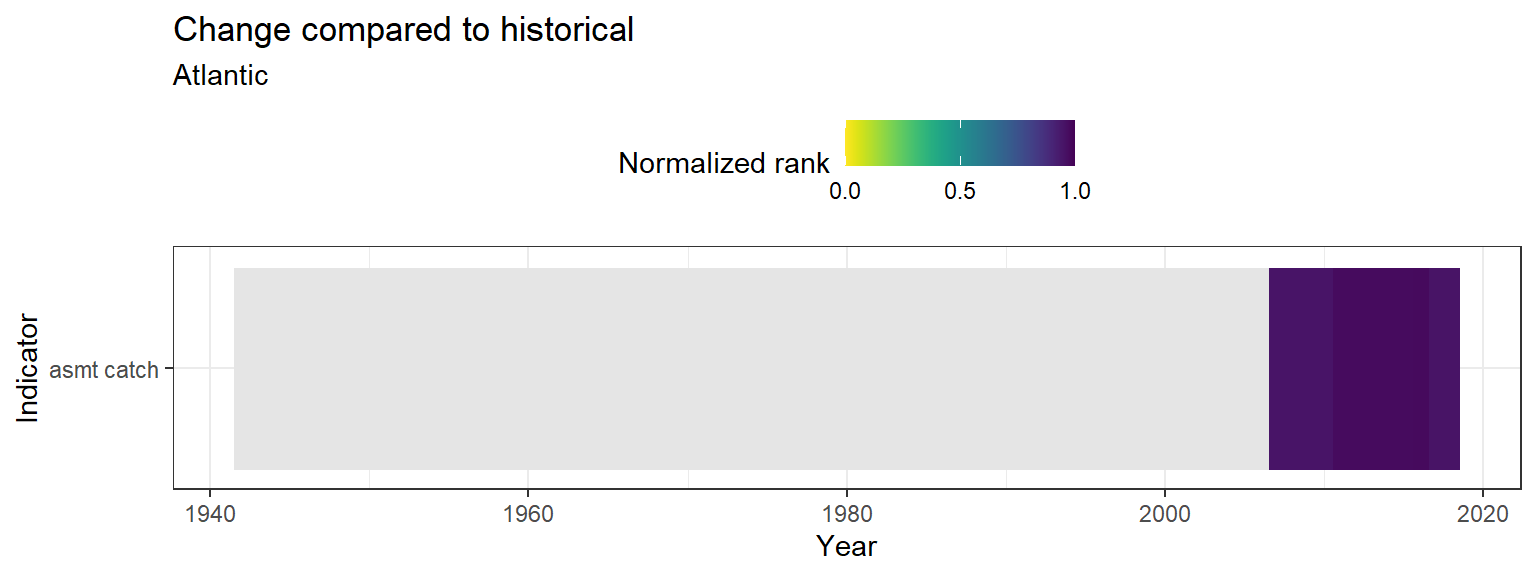 Change compared to historical
Atlantic
Normalized rank
0.0 0.5 1.0
Indicator
asmt catch
1940 1960 1980 2000 2020
Year